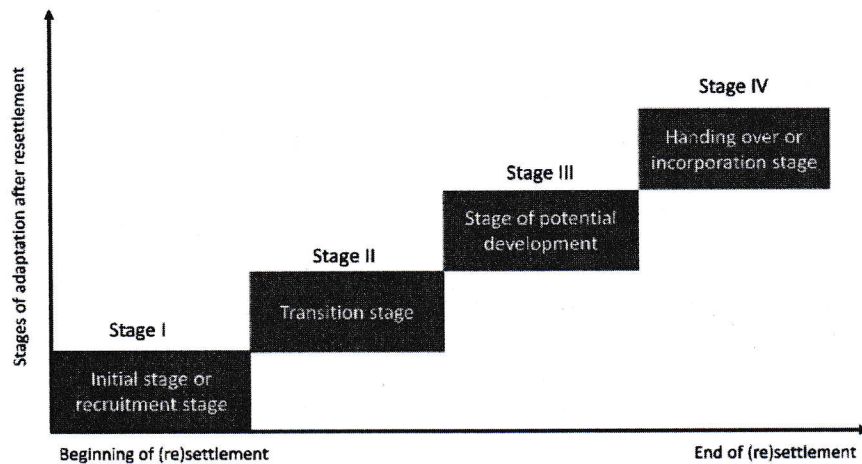 Stages of adaptation after resettlement
Stage IV
Handing over or
incorporation stage
Stage III
Stage of potential
development
Stage II
Transition stage
Stage I
Initial stage or
recruitment stage
Beginning of (re)settlement
End of (re)settlement